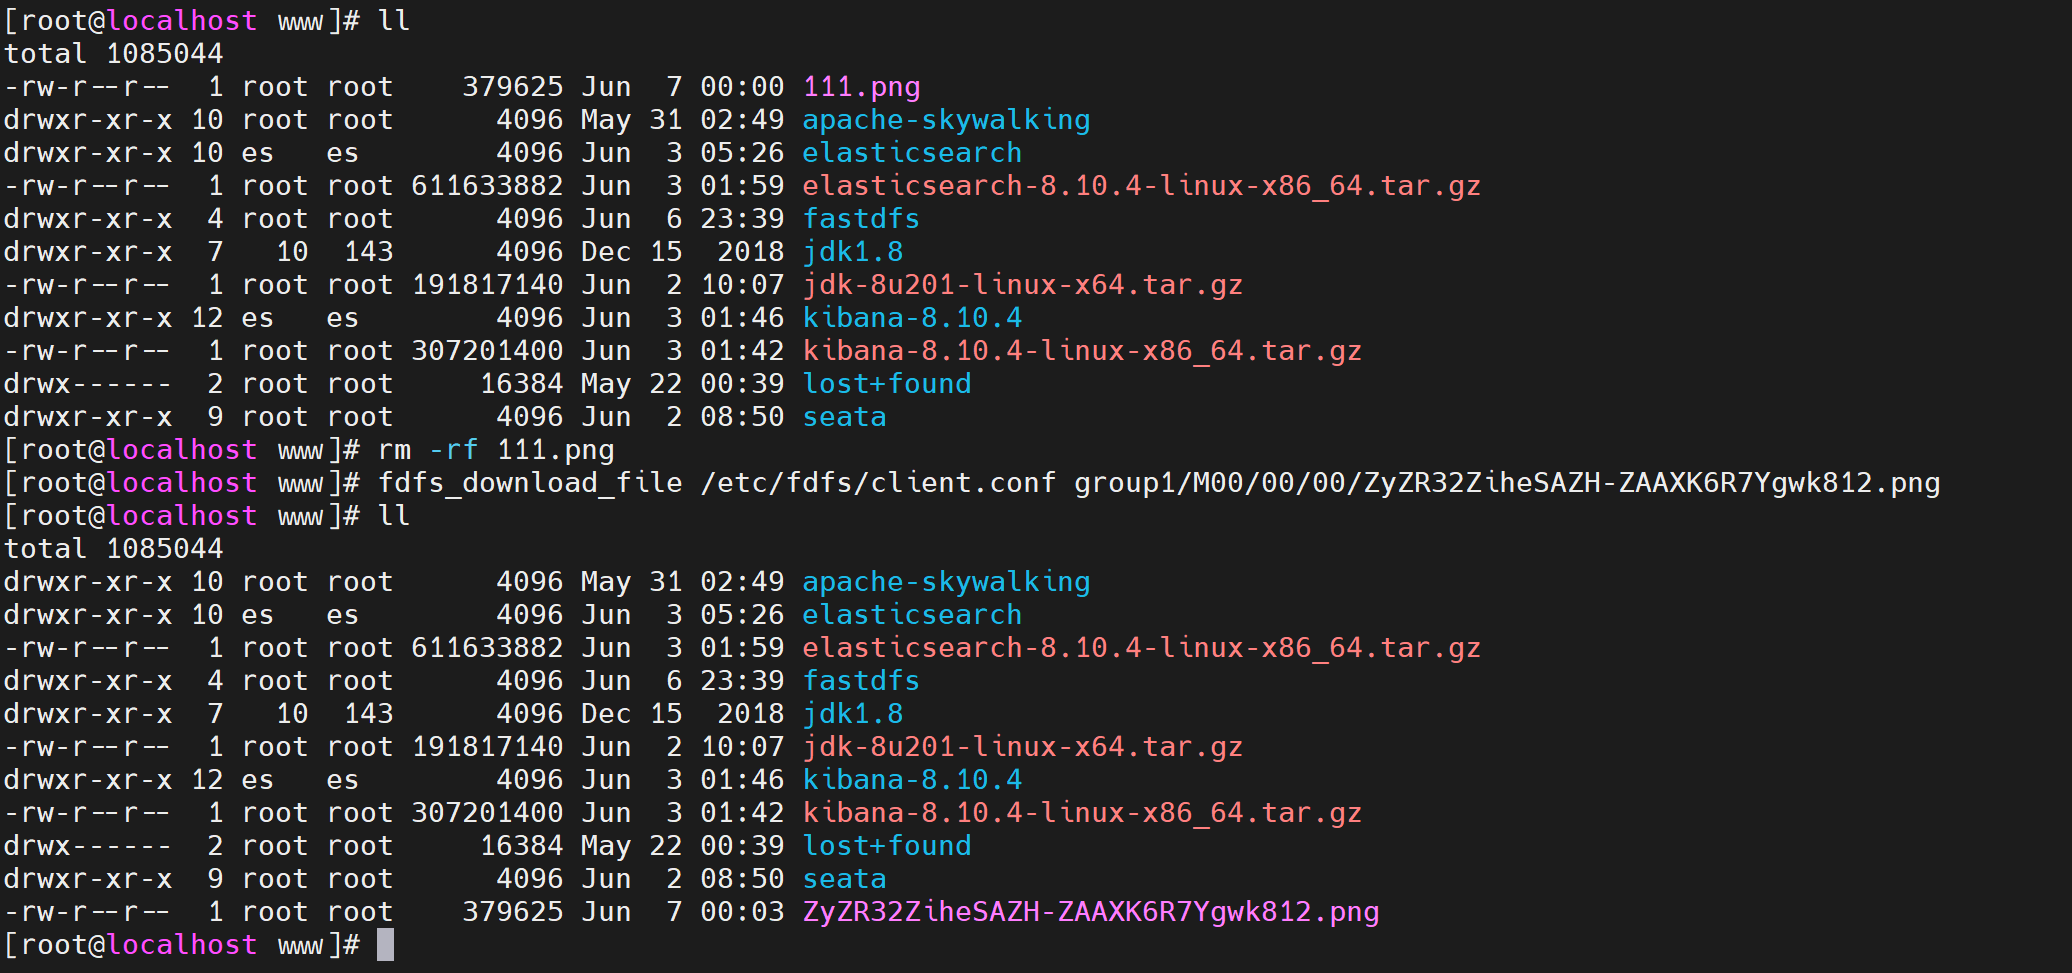 [root@localhost www]# ll
total 1085044
-rw-r--r--  1 root root    379625 Jun  7 00:00 111.png
drwxr-xr-x 10 root root      4096 May 31 02:49 apache-skywalking
drwxr-xr-x 10 es   es        4096 Jun  3 05:26 elasticsearch
-rw-r--r--  1 root root 611633882 Jun  3 01:59 elasticsearch-8.10.4-linux-x86_64.tar.gz
drwxr-xr-x  4 root root      4096 Jun  6 23:39 fastdfs
drwxr-xr-x  7   10  143      4096 Dec 15  2018 jdk1.8
-rw-r--r--  1 root root 191817140 Jun  2 10:07 jdk-8u201-linux-x64.tar.gz
drwxr-xr-x 12 es   es        4096 Jun  3 01:46 kibana-8.10.4
-rw-r--r--  1 root root 307201400 Jun  3 01:42 kibana-8.10.4-linux-x86_64.tar.gz
drwx------  2 root root     16384 May 22 00:39 lost+found
drwxr-xr-x  9 root root      4096 Jun  2 08:50 seata
[root@localhost www]# rm -rf 111.png
[root@localhost www]# fdfs_download_file /etc/fdfs/client.conf group1/M00/00/00/ZyZR32ZiheSAZH-ZAAXK6R7Ygwk812.png
[root@localhost www]# ll
total 1085044
drwxr-xr-x 10 root root      4096 May 31 02:49 apache-skywalking
drwxr-xr-x 10 es   es        4096 Jun  3 05:26 elasticsearch
-rw-r--r--  1 root root 611633882 Jun  3 01:59 elasticsearch-8.10.4-linux-x86_64.tar.gz
drwxr-xr-x  4 root root      4096 Jun  6 23:39 fastdfs
drwxr-xr-x  7   10  143      4096 Dec 15  2018 jdk1.8
-rw-r--r--  1 root root 191817140 Jun  2 10:07 jdk-8u201-linux-x64.tar.gz
drwxr-xr-x 12 es   es        4096 Jun  3 01:46 kibana-8.10.4
-rw-r--r--  1 root root 307201400 Jun  3 01:42 kibana-8.10.4-linux-x86_64.tar.gz
drwx------  2 root root     16384 May 22 00:39 lost+found
drwxr-xr-x  9 root root      4096 Jun  2 08:50 seata
-rw-r--r--  1 root root    379625 Jun  7 00:03 ZyZR32ZiheSAZH-ZAAXK6R7Ygwk812.png
[root@localhost www]#